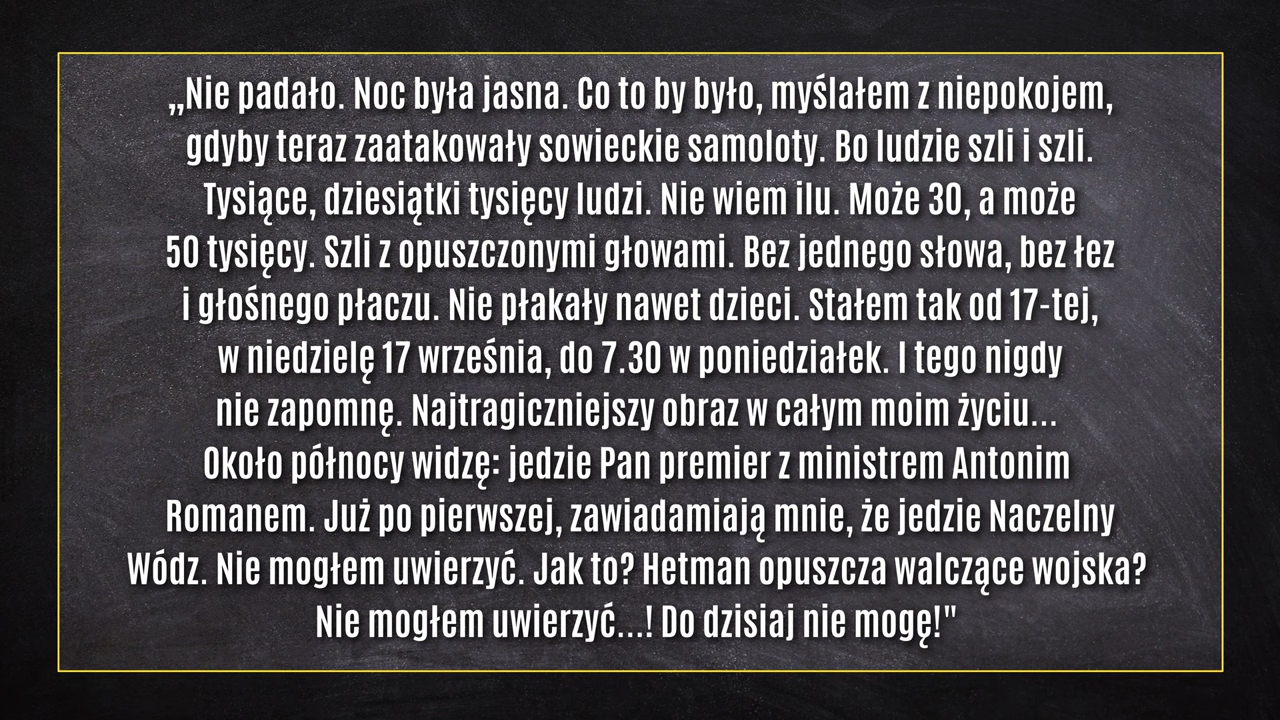 „Nie padało. Noc była jasna. Co to by było, myślałem z niepokojem,
gdyby teraz zaatakowały sowieckie samoloty. Bo ludzie szli i szli.
Tysiące, dziesiątki tysięcy ludzi. Nie wiem ilu. Może 30, a może
50 tysięcy. Szli z opuszczonymi głowami. Bez jednego słowa, bez łez
i głośnego płaczu. Nie płakały nawet dzieci. Stałem tak od 17-tej,
w niedzielę 17 września, do 7.30 w poniedziałek. I tego nigdy
nie zapomnę. Najtragiczniejszy obraz w całym moim życiu...
Około północy widzę: jedzie Pan premier z ministrem Antonim
Romanem. Już po pierwszej, zawiadamiają mnie, że jedzie Naczelny
Wódz. Nie mogłem uwierzyć. Jak to? Hetman opuszcza walczące wojska?
Nie mogłem uwierzyć...! Do dzisiaj nie mogę!"